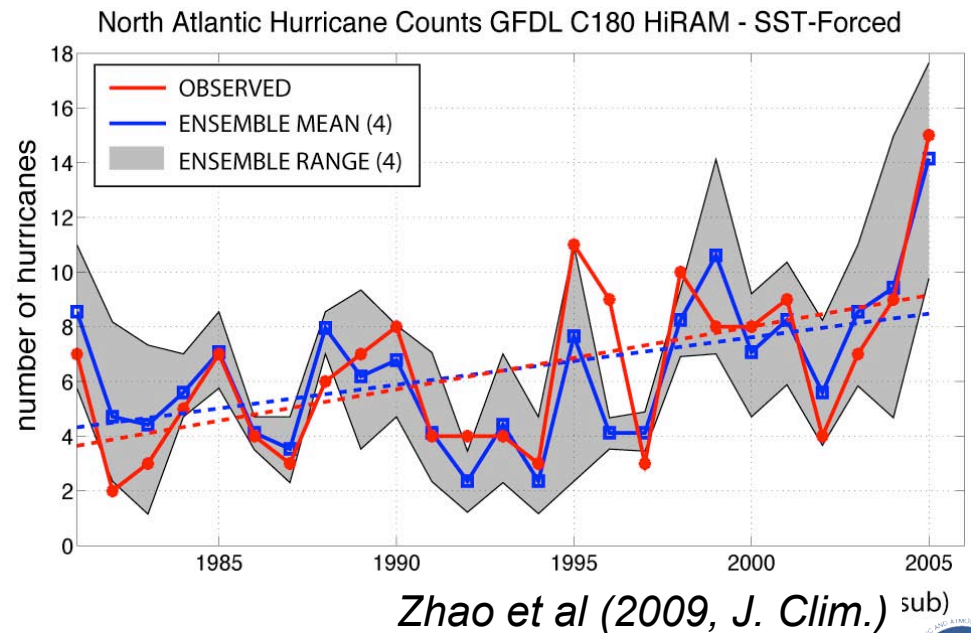 North Atlantic Hurricane Counts GFDL C180 HiRAM - SST-Forced
number of hurricanes
18
16
14
12
10
8
6
4
2
0
OBSERVED
ENSEMBLE MEAN (4)
ENSEMBLE RANGE (4)
1985
1990
1995
2000
2005
Zhao et al (2009, J. Clim.)
sub)